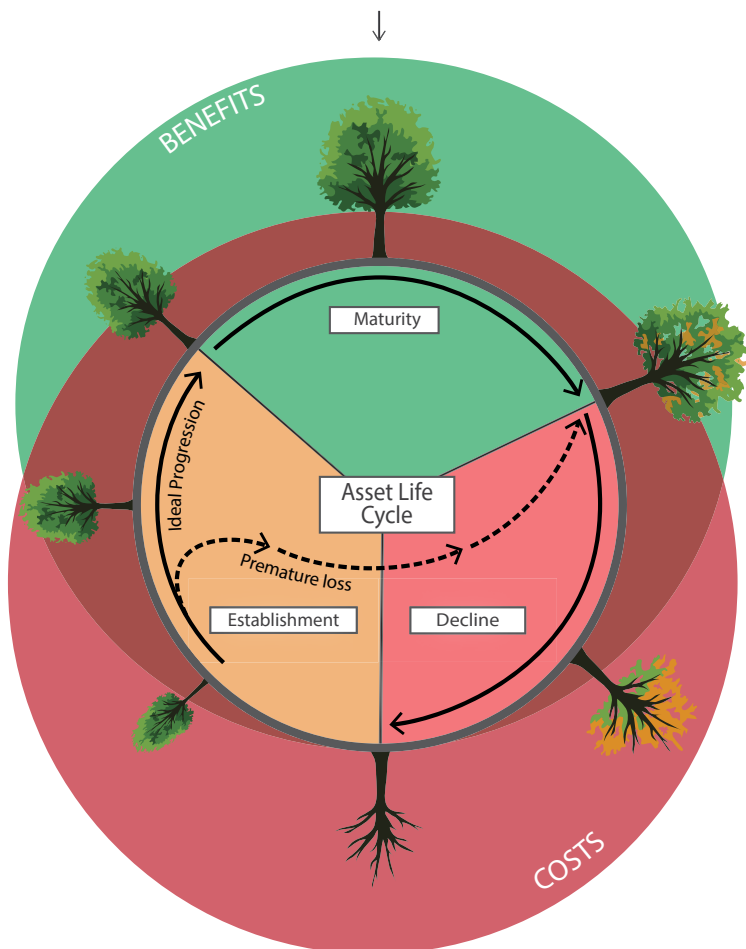 BENEFITS
Maturity
Ideal Progression
Asset Life
Cycle
Premature loss
Establishment
Decline
COSTS